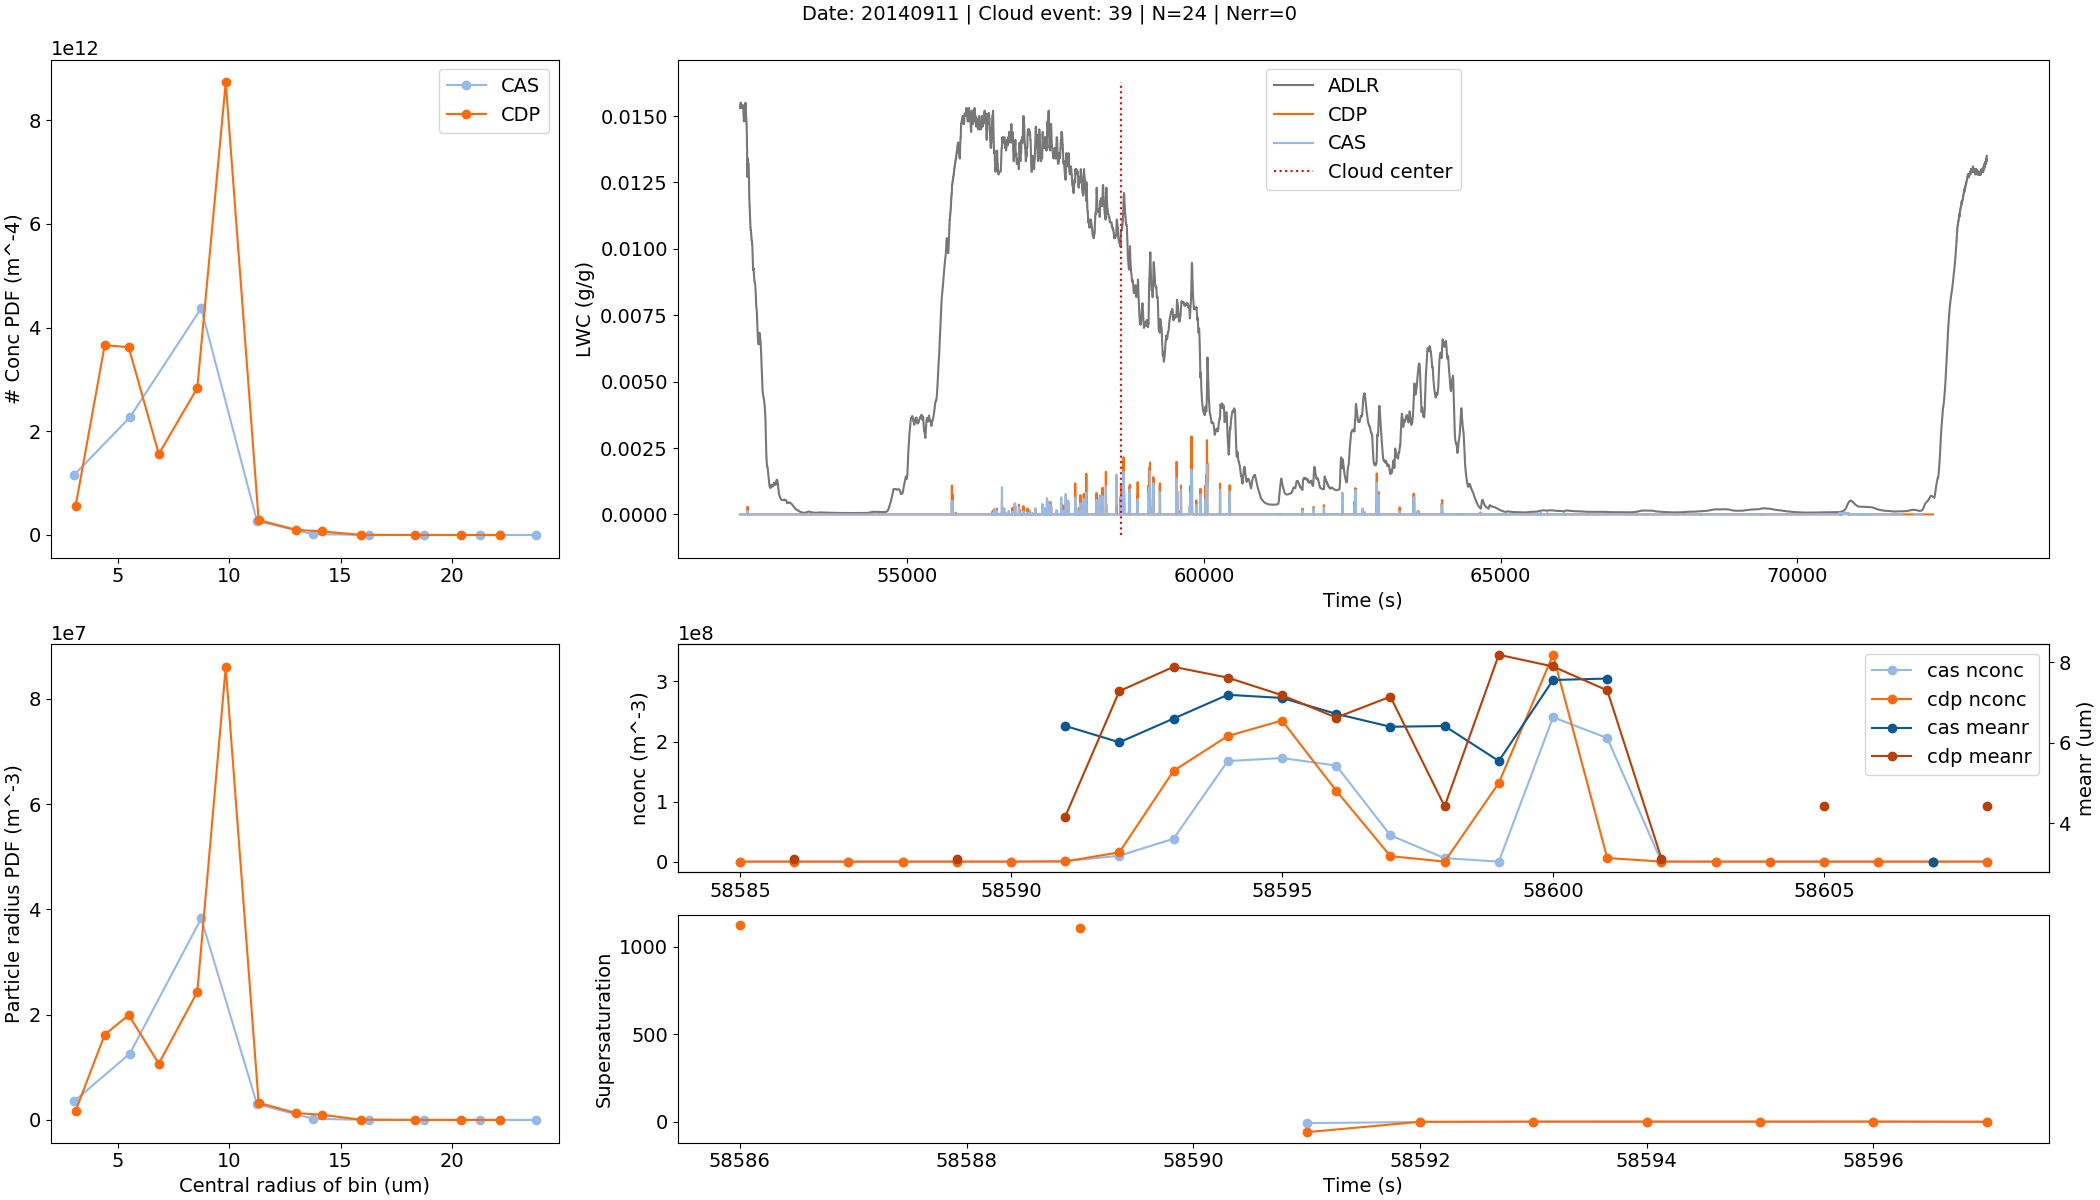 Date: 20140911 | Cloud event: 39 | N=24 | Nerr=0
1e12
# Conc PDF (m^-4)
8
6
4
2
0
5 10 15 20
CAS
CDP
LWC (g/g)
0.0150
0.0125
0.0100
0.0075
0.0050
0.0025
0.0000
55000 60000 65000 70000
Time (s)
ADLR
CDP
CAS
Cloud center
1e7
Particle radius PDF (m^-3)
8
6
4
2
0
5 10 15 20
Central radius of bin (um)
1e8
nconc (m^-3)
3
2
1
0
58585 58590 58595 58600 58605
cas nconc
cdp nconc
cas meanr
cdp meanr
8
6
4
meanr (um)
Supersaturation
1000
500
0
58586 58588 58590 58592 58594 58596
Time (s)